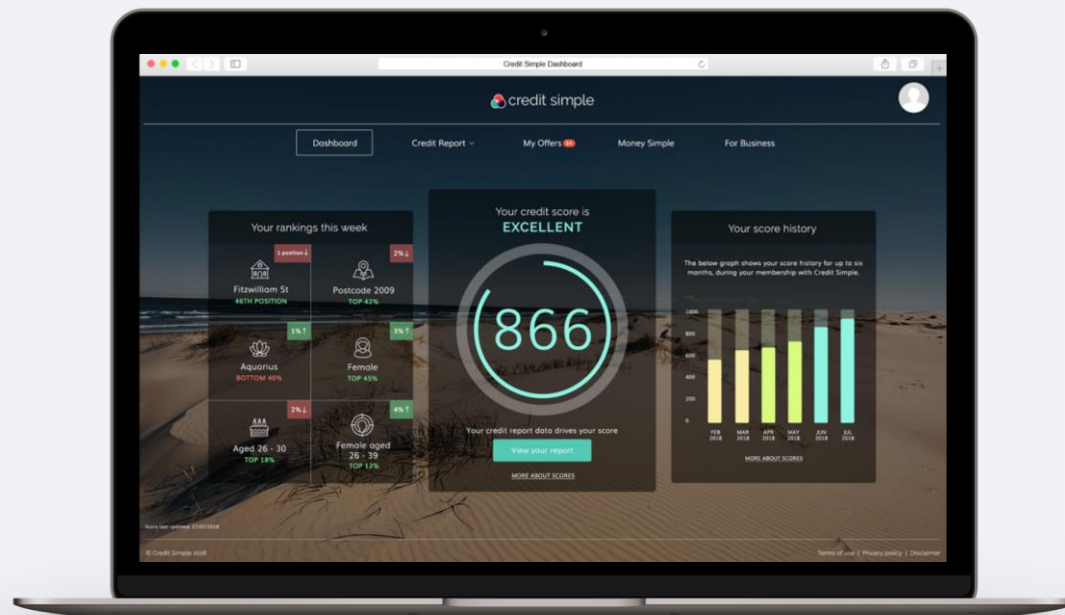 Credit Simple Dashboard
credit simple
Dashboard
Credit Report
My Offers
Money Simple
For Business
Your rankings this week
1 position ↓
Fitzwilliam St
46TH POSITION
2% ↓
Postcode 2009
TOP 42%
1% ↑
Aquarius
BOTTOM 40%
3% ↑
Female
TOP 45%
2% ↓
Aged 26 - 30
TOP 18%
4% ↑
Female aged
26 - 39
TOP 12%
Your credit score is
EXCELLENT
866
Your credit report data drives your score
View your report
MORE ABOUT SCORES
Your score history
The below graph shows your score history for up to six
months, during your membership with Credit Simple.
1000
800
600
400
200
0
FEB 2018
MAR 2018
APR 2018
MAY 2018
JUN 2018
JUL 2018
MORE ABOUT SCORES
Score last updated: 27/07/2018
© Credit Simple 2018
Terms of use | Privacy policy | Disclaimer